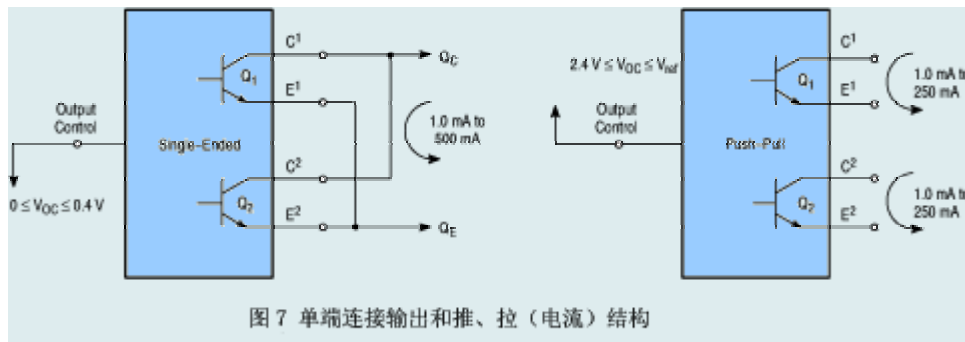 C1
Q1
E1
QC
Output
Control
Single-Ended
1.0 mA to
500 mA
C2
Q2
E2
QE
0 ≤ VOC ≤ 0.4 V
2.4 V ≤ VOC ≤ Vref
Output
Control
Push-Pull
C1
Q1
E1
1.0 mA to
250 mA
C2
Q2
E2
1.0 mA to
250 mA
图 7 单端连接输出和推、拉（电流）结构